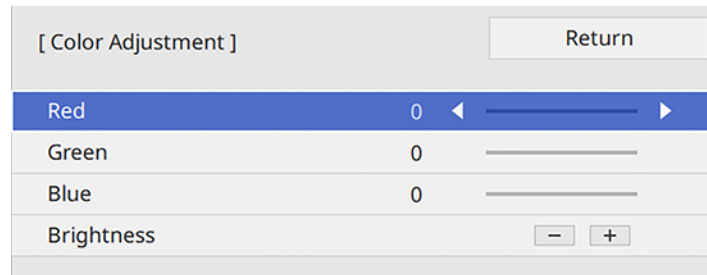 [ Color Adjustment ] Return
Red 0
Green 0
Blue 0
Brightness − +